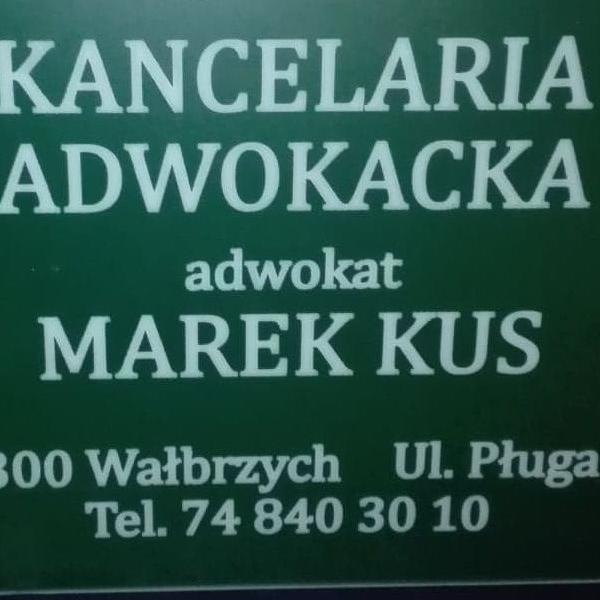 KANCELARIA
ADWOKACKA
adwokat
MAREK KUS
300 Wałbrzych Ul. Pługa
Tel. 74 840 30 10